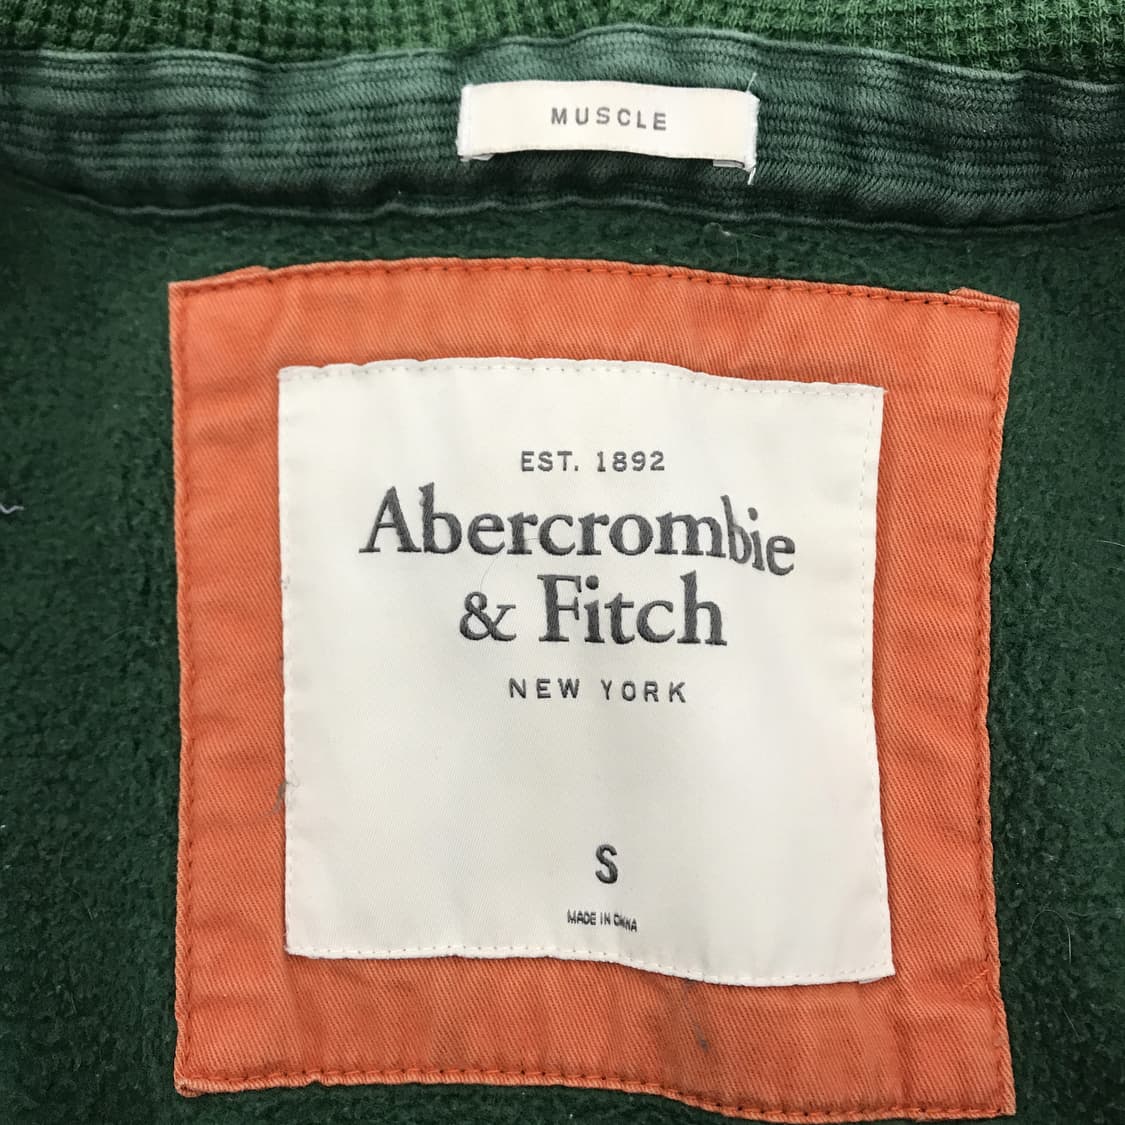 MUSCLE
EST. 1892
Abercrombie
& Fitch
NEW YORK
S
MADE IN CHINA